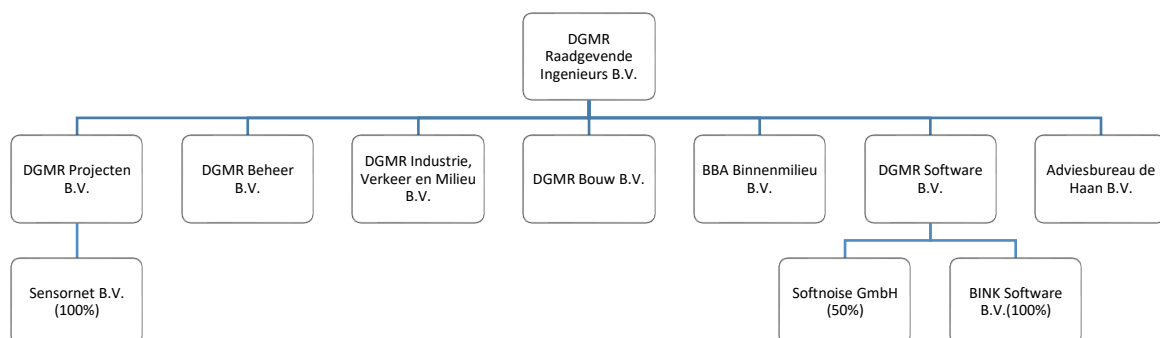 DGMR
Raadgevende
Ingenieurs B.V.
DGMR Projecten
B.V.
DGMR Beheer
B.V.
DGMR Industrie,
Verkeer en Milieu
B.V.
DGMR Bouw B.V.
BBA Binnenmilieu
B.V.
DGMR Software
B.V.
Adviesbureau de
Haan B.V.
Sensornet B.V.
(100%)
Softnoise GmbH
(50%)
BINK Software
B.V.(100%)